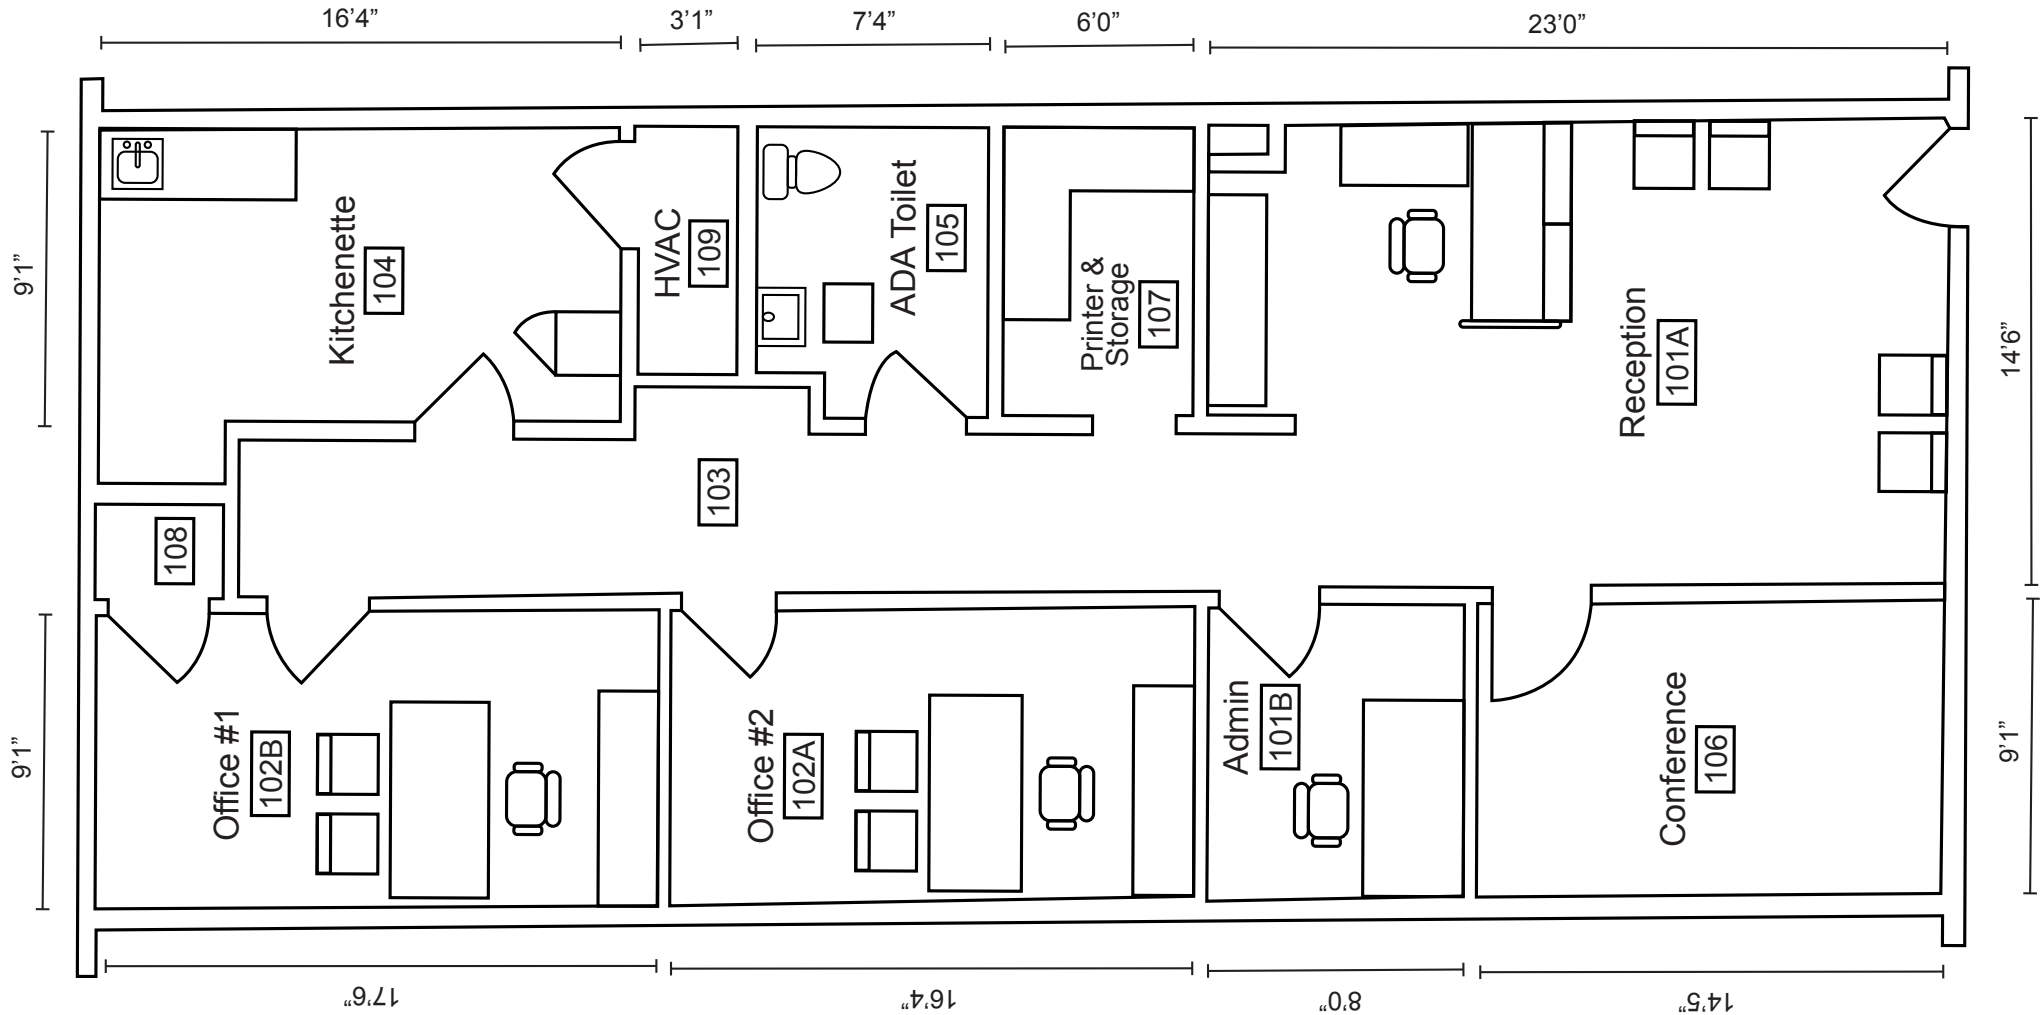 16’4”
3’1”
7’4”
6’0”
23’0”
9’1”
Kitchenette
104
HVAC
109
ADA Toilet
105
Printer &
Storage
107
Reception
101A
14’6”
103
108
9’1”
Office #1
102B
Office #2
102A
Admin
101B
Conference
106
9’1”
17’6”
16’4”
8’0”
14’5”